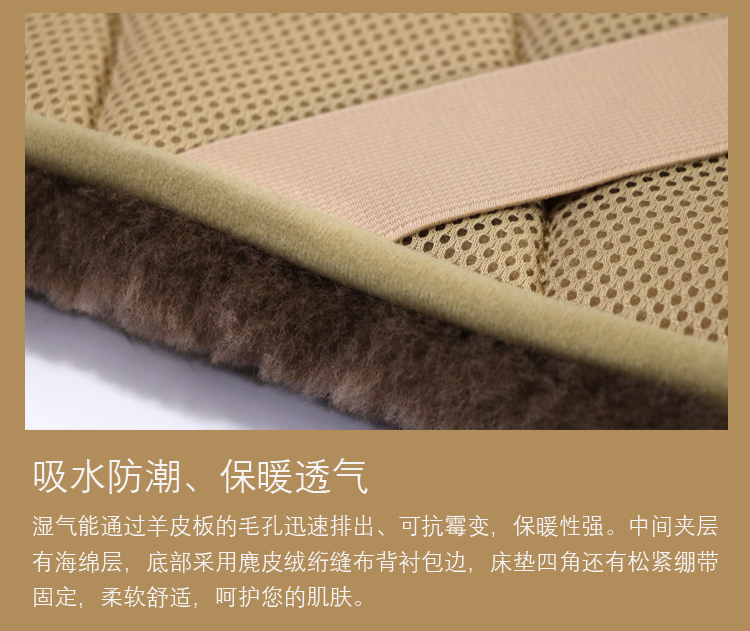 吸水防潮、保暖透气
湿气能通过羊皮板的毛孔迅速排出、可抗霉变，保暖性强。中间夹层
有海绵层，底部采用麂皮绒绗缝布背衬包边，床垫四角还有松紧绷带
固定，柔软舒适，呵护您的肌肤。